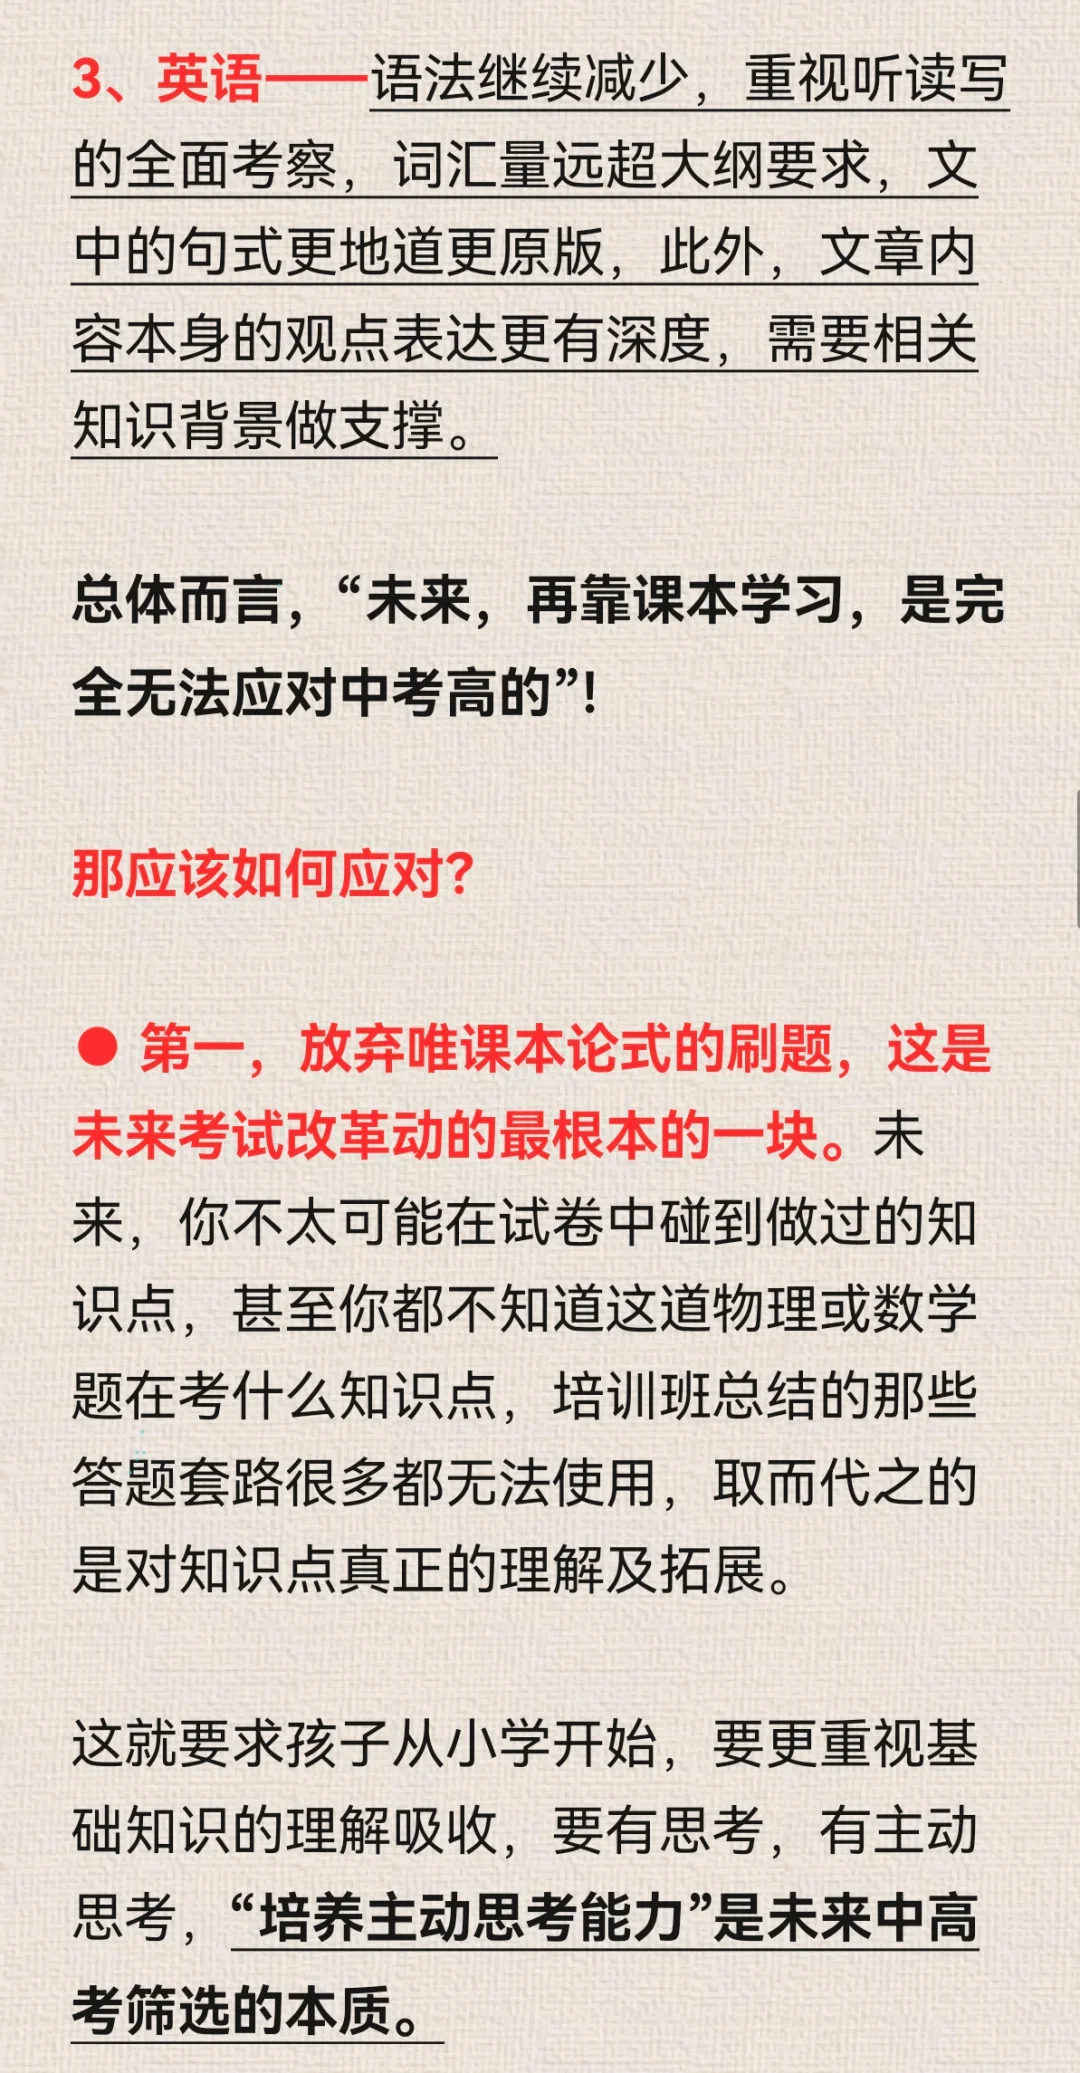 3、英语——语法继续减少，重视听读写
的全面考察，词汇量远超大纲要求，文
中的句式更地道更原版，此外，文章内
容本身的观点表达更有深度，需要相关
知识背景做支撑。
总体而言，“未来，再靠课本学习，是完
全无法应对中考高的”！
那应该如何应对？
● 第一，放弃唯课本论式的刷题，这是
未来考试改革动的最根本的一块。未
来，你不太可能在试卷中碰到做过的知
识点，甚至你都不知道这道物理或数学
题在考什么知识点，培训班总结的那些
答题套路很多都无法使用，取而代之的
是对知识点真正的理解及拓展。
这就要求孩子从小学开始，要更重视基
础知识的理解吸收，要有思考，有主动
思考，“培养主动思考能力”是未来中高
考筛选的本质。